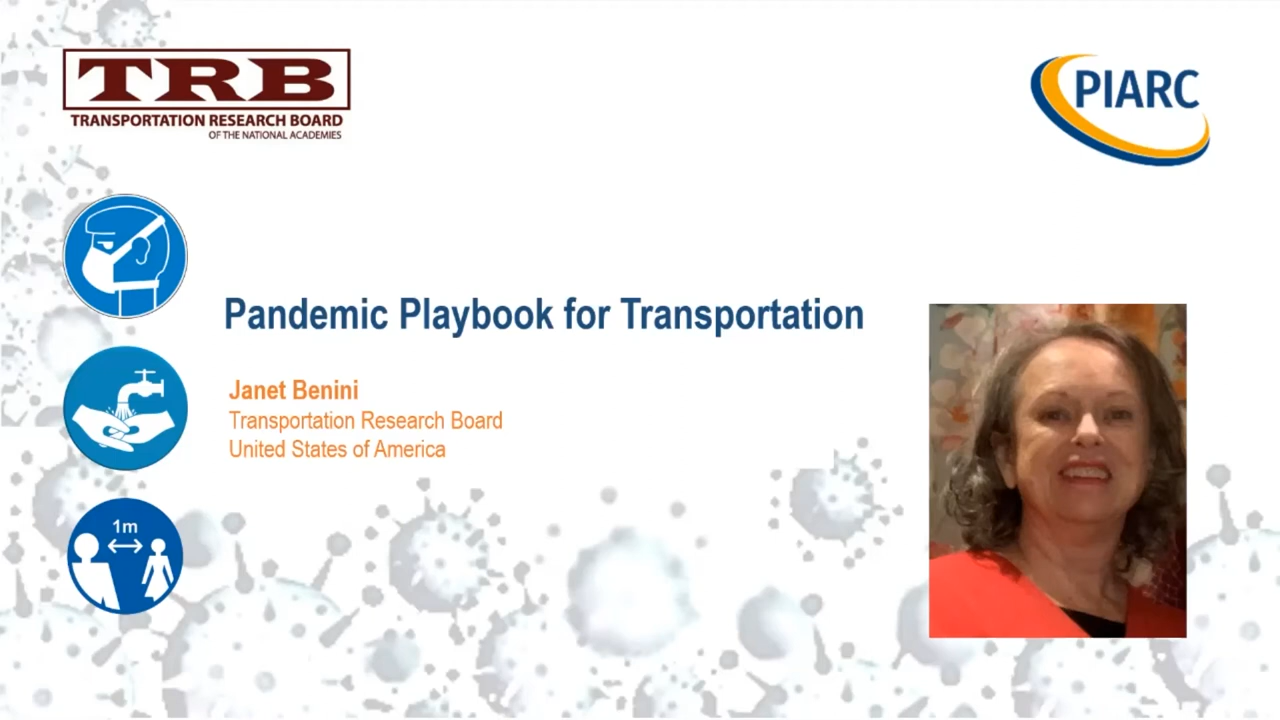 TRB
TRANSPORTATION RESEARCH BOARD
OF THE NATIONAL ACADEMIES
PIARC
Pandemic Playbook for Transportation
Janet Benini
Transportation Research Board
United States of America
1m